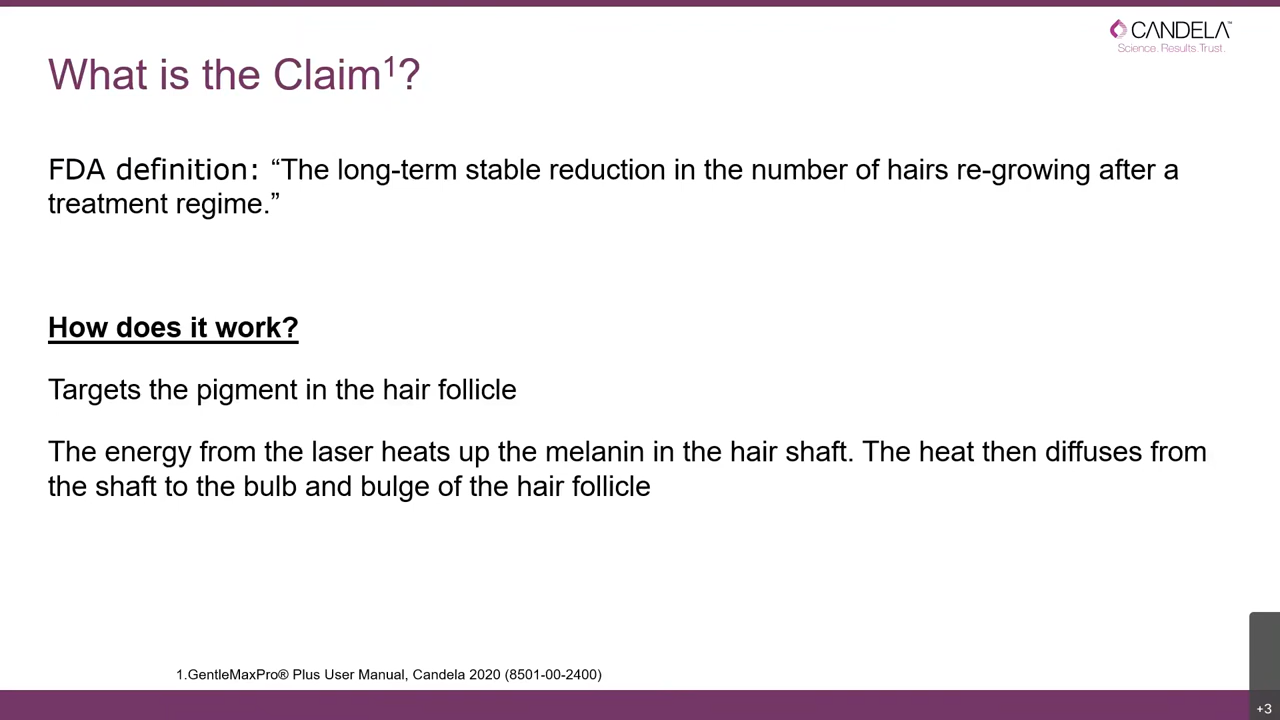 CANDELA™
Science. Results. Trust.
What is the Claim¹?
FDA definition: “The long-term stable reduction in the number of hairs re-growing after a
treatment regime.”
How does it work?
Targets the pigment in the hair follicle
The energy from the laser heats up the melanin in the hair shaft. The heat then diffuses from
the shaft to the bulb and bulge of the hair follicle
1.GentleMaxPro® Plus User Manual, Candela 2020 (8501-00-2400)
+3